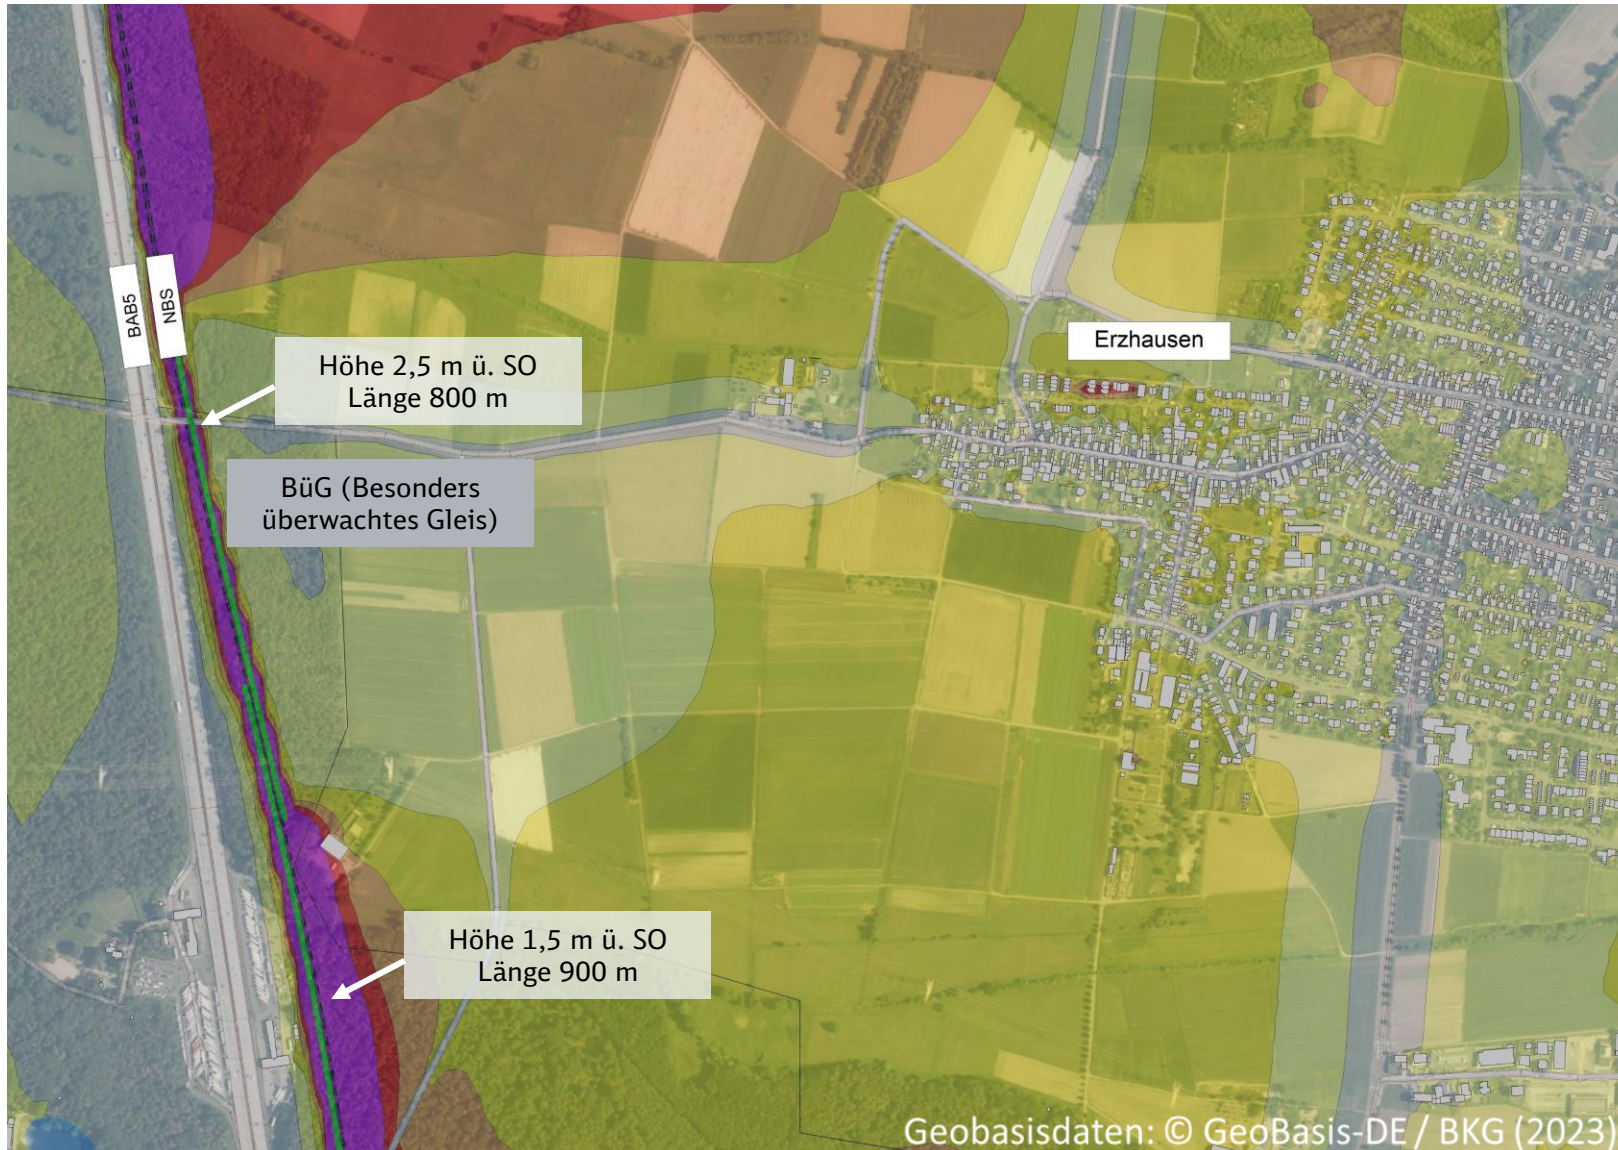 BAB5
NBS
Höhe 2,5 m ü. SO
Länge 800 m
Erzhausen
BüG (Besonders
überwachtes Gleis)
Höhe 1,5 m ü. SO
Länge 900 m
Geobasisdaten: © GeoBasis-DE / BKG (2023)